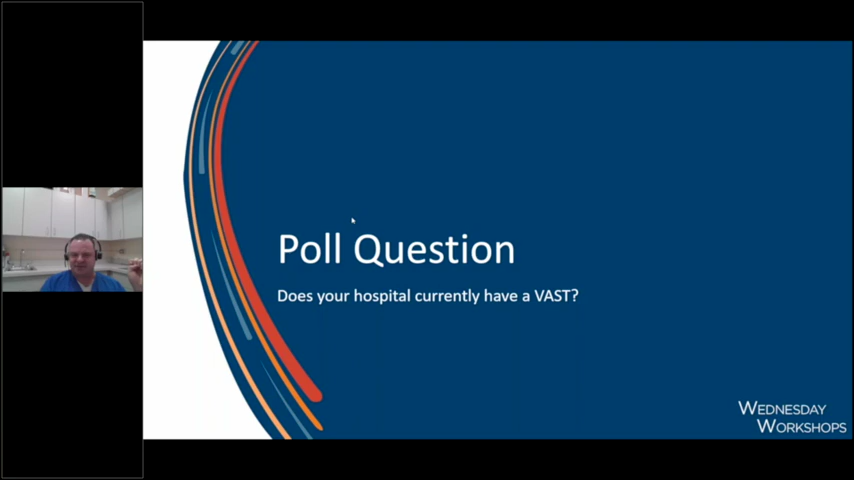 Poll Question
Does your hospital currently have a VAST?
WEDNESDAY
WORKSHOPS